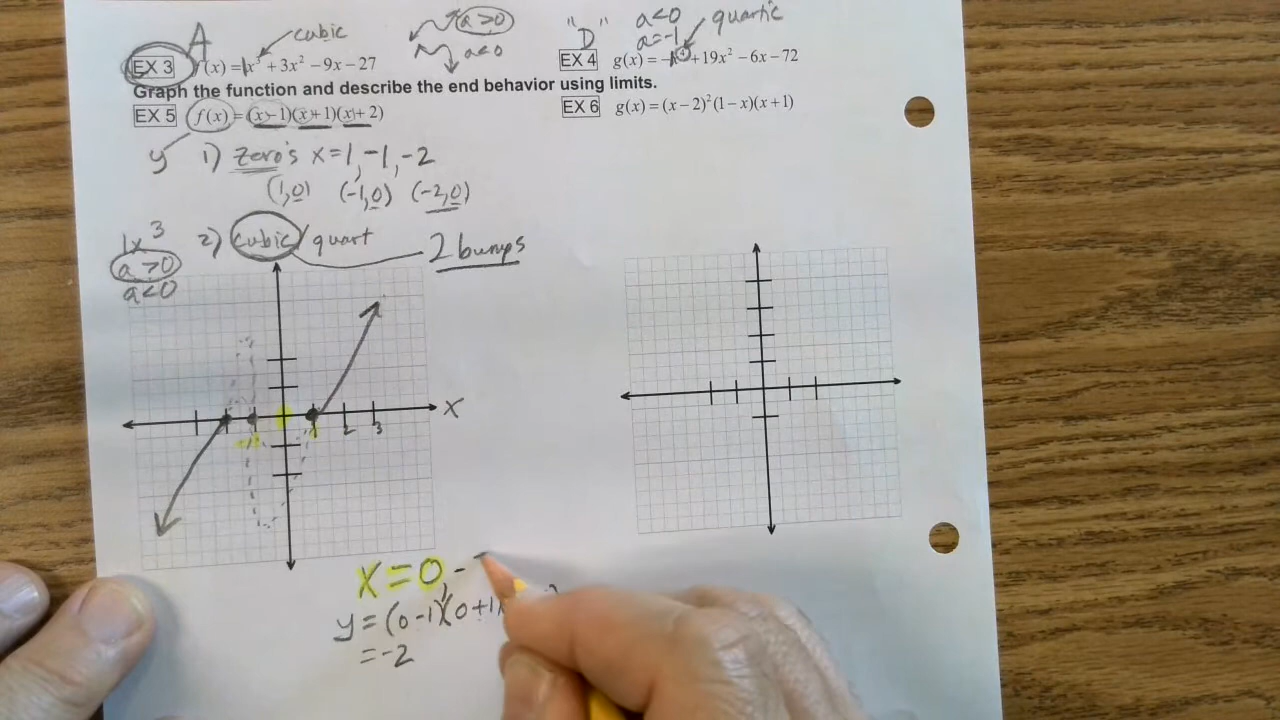 A cubic a>0 a<0
EX 3 f(x) = 1x³ + 3x² − 9x − 27
Graph the function and describe the end behavior using limits.
EX 5 f(x) = (x−1)(x+1)(x+2)
y 1) Zero's x=1, -1, -2
(1,0) (-1,0) (-2,0)
1x³ 2) cubic/quart 2 bumps
a>0
a<0
X
2 3
X=0, -
y=(0-1)(0+1)
=-2
"D" a<0 quartic
a=-1
EX 4 g(x) = −x⁴ + 19x² − 6x − 72
EX 6 g(x) = (x−2)²(1−x)(x+1)